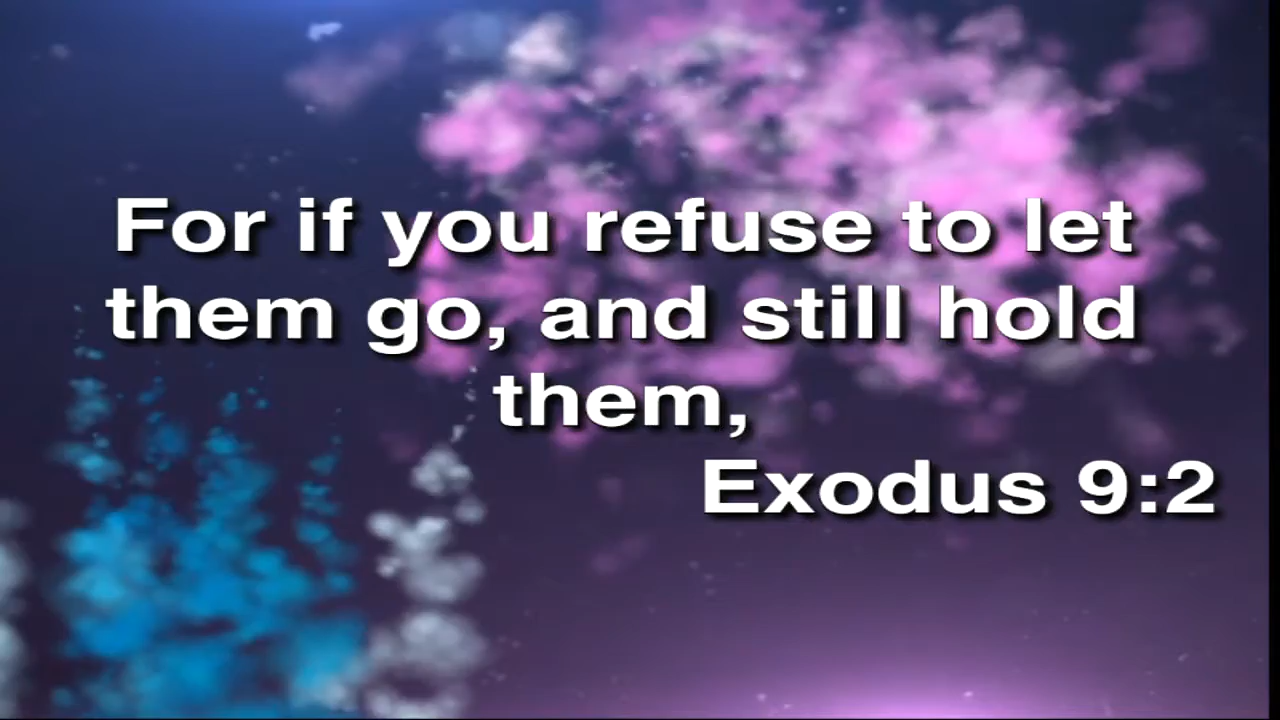 For if you refuse to let
them go, and still hold
them,
Exodus 9:2